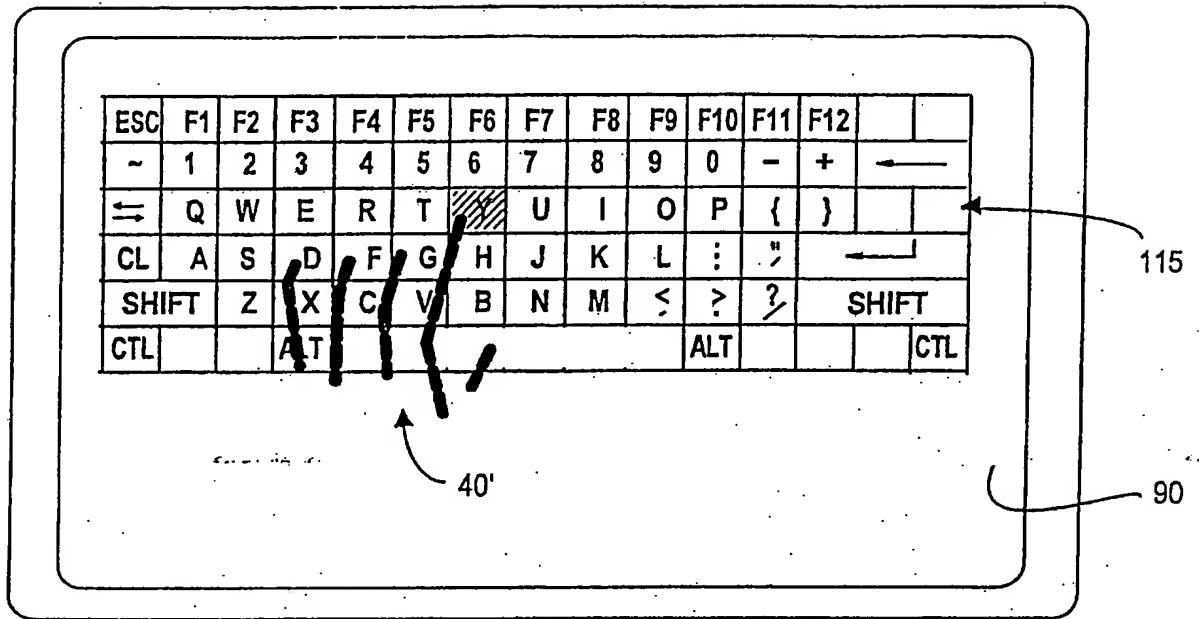 ESC F1 F2 F3 F4 F5 F6 F7 F8 F9 F10 F11 F12
~ 1 2 3 4 5 6 7 8 9 0 − + ←
⇆ Q W E R T Y U I O P { }
CL A S D F G H J K L : " ↵
SHIFT Z X C V B N M < > ? SHIFT
CTL ALT ALT CTL
115
40'
90